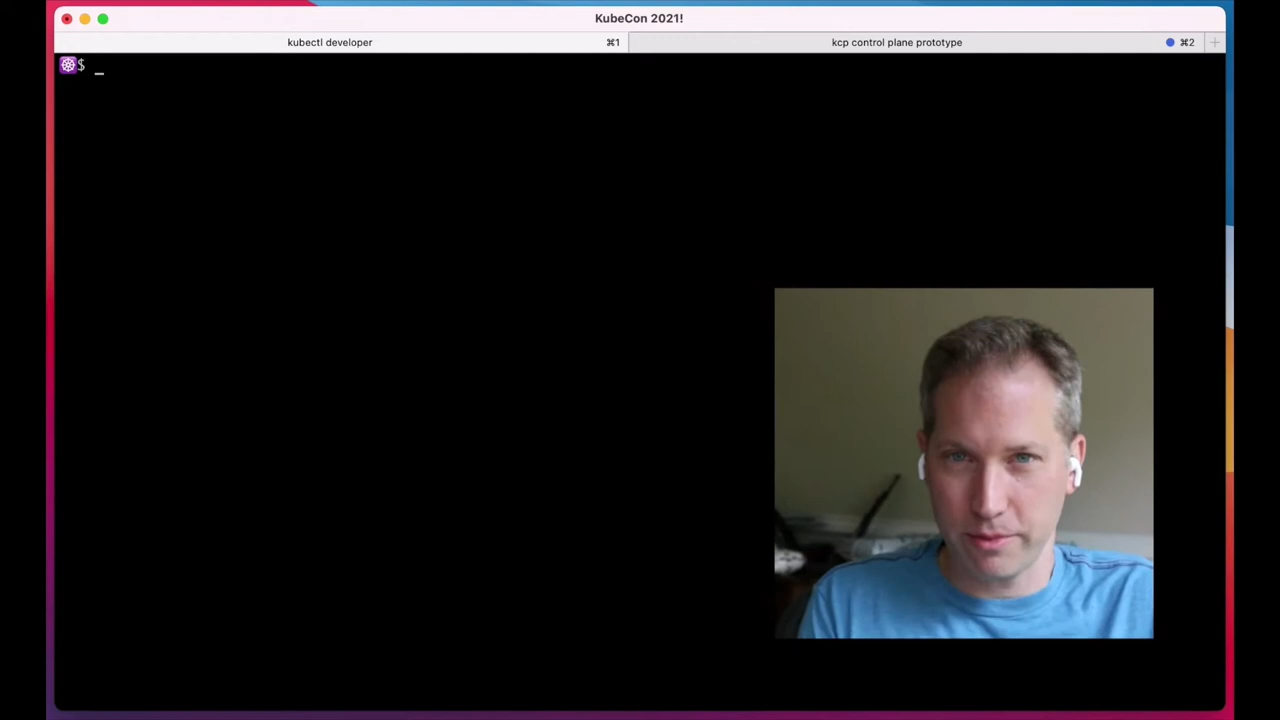 KubeCon 2021!
kubectl developer ⌘1
kcp control plane prototype ⌘2
$ _